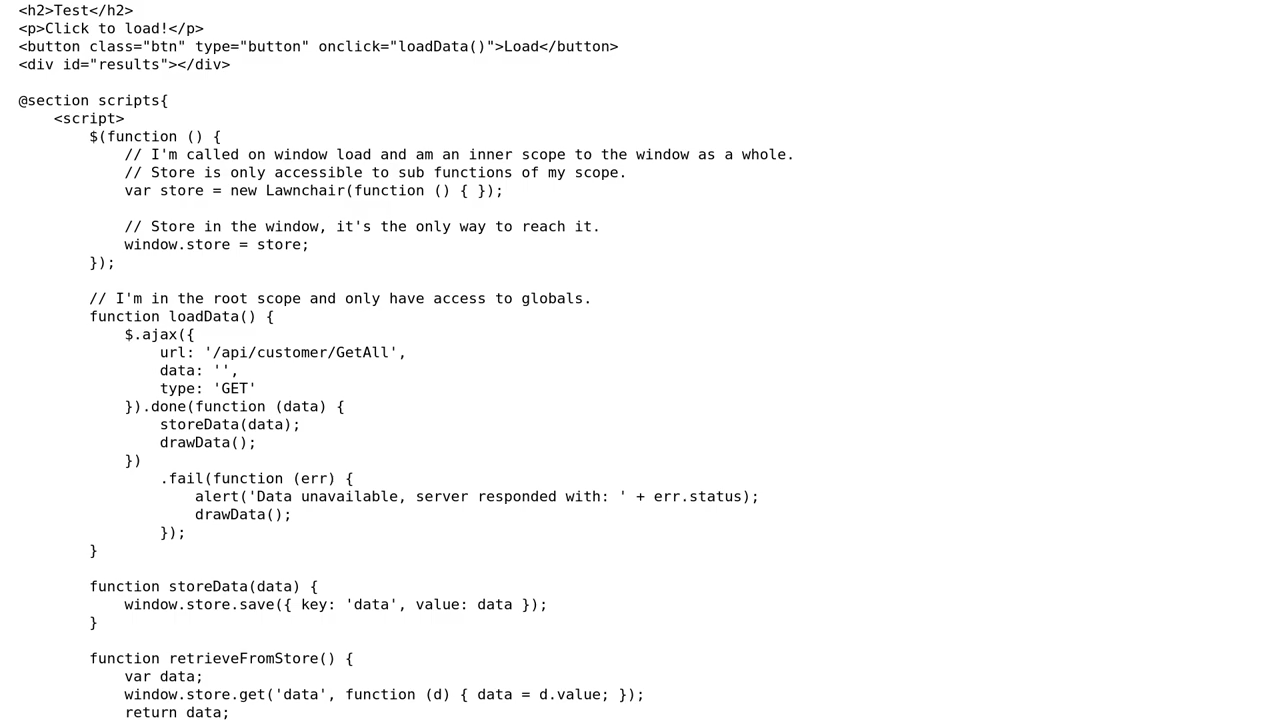 <h2>Test</h2>
<p>Click to load!</p>
<button class="btn" type="button" onclick="loadData()">Load</button>
<div id="results"></div>

@section scripts{
    <script>
        $(function () {
            // I'm called on window load and am an inner scope to the window as a whole.
            // Store is only accessible to sub functions of my scope.
            var store = new Lawnchair(function () { });

            // Store in the window, it's the only way to reach it.
            window.store = store;
        });

        // I'm in the root scope and only have access to globals.
        function loadData() {
            $.ajax({
                url: '/api/customer/GetAll',
                data: '',
                type: 'GET'
            }).done(function (data) {
                storeData(data);
                drawData();
            })
                .fail(function (err) {
                    alert('Data unavailable, server responded with: ' + err.status);
                    drawData();
                });
        }

        function storeData(data) {
            window.store.save({ key: 'data', value: data });
        }

        function retrieveFromStore() {
            var data;
            window.store.get('data', function (d) { data = d.value; });
            return data;